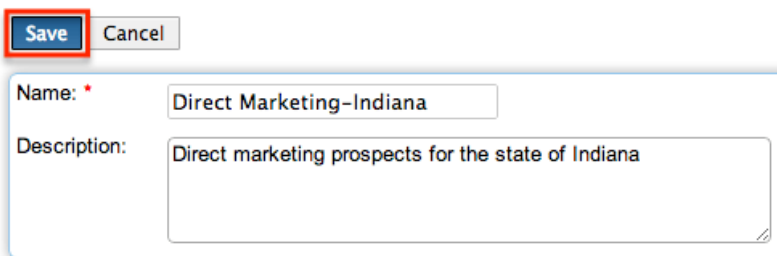 Save Cancel
Name: * Direct Marketing-Indiana
Description: Direct marketing prospects for the state of Indiana